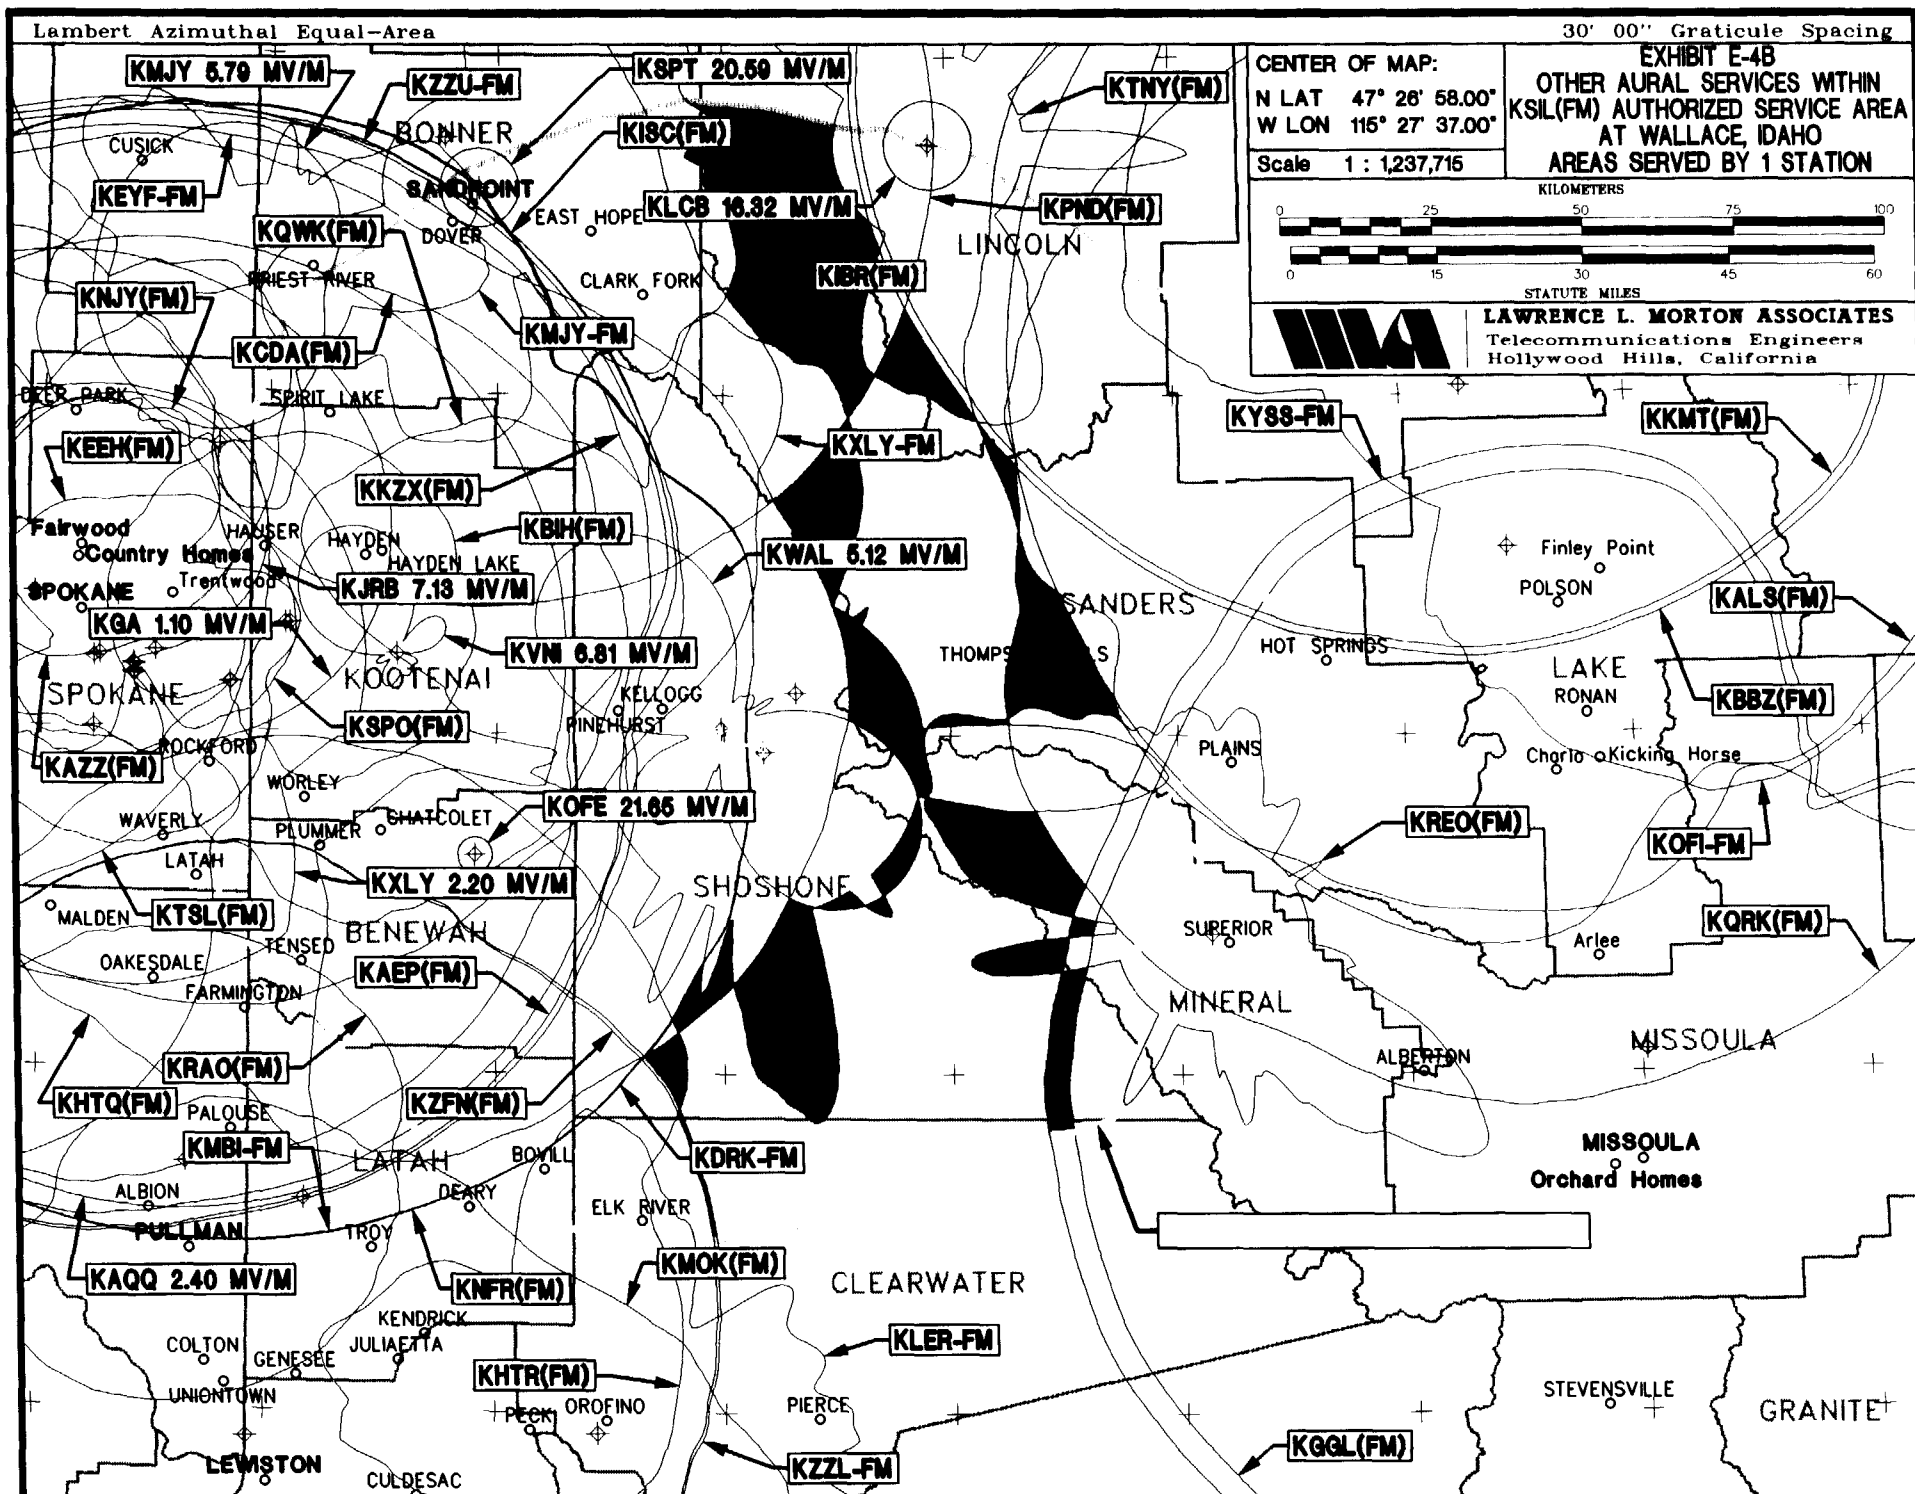 Lambert Azimuthal Equal-Area
30' 00" Graticule Spacing
CENTER OF MAP:
N LAT 47° 26' 58.00"
W LON 115° 27' 37.00"
Scale 1 : 1,237,715
EXHIBIT E-4B
OTHER AURAL SERVICES WITHIN
KSIL(FM) AUTHORIZED SERVICE AREA
AT WALLACE, IDAHO
AREAS SERVED BY 1 STATION
KILOMETERS
0 25 50 75 100
0 15 30 45 60
STATUTE MILES
LAWRENCE L. MORTON ASSOCIATES
Telecommunications Engineers
Hollywood Hills, California
KMJY 5.79 MV/M
KZZU-FM
KSPT 20.59 MV/M
KTNY(FM)
BONNER
KISC(FM)
CUSICK
KEYF-FM
SANDPOINT
EAST HOPE
KLCB 16.32 MV/M
KPND(FM)
KQWK(FM)
DOVER
LINCOLN
PRIEST RIVER
CLARK FORK
KIBR(FM)
KNJY(FM)
KMJY-FM
KCDA(FM)
DEER PARK
SPIRIT LAKE
KYSS-FM
KKMT(FM)
KEEH(FM)
KXLY-FM
KKZX(FM)
Fairwood
HAUSER
HAYDEN
KBIH(FM)
Country Homes
HAYDEN LAKE
KWAL 5.12 MV/M
Finley Point
Trentwood
KJRB 7.13 MV/M
SPOKANE
POLSON
KALS(FM)
SANDERS
KGA 1.10 MV/M
KVNI 6.81 MV/M
THOMPS LS
HOT SPRINGS
KOOTENAI
LAKE
SPOKANE
KELLOGG
RONAN
KBBZ(FM)
KSPO(FM)
PINEHURST
ROCKFORD
PLAINS
Charlo
Kicking Horse
KAZZ(FM)
WORLEY
KOFE 21.65 MV/M
WAVERLY
PLUMMER
CHATCOLET
KREO(FM)
KOFI-FM
LATAH
KXLY 2.20 MV/M
SHOSHONE
MALDEN
KTSL(FM)
KQRK(FM)
BENEWAH
SUPERIOR
TENSED
Arlee
OAKESDALE
KAEP(FM)
FARMINGTON
MINERAL
MISSOULA
ALBERTON
KRAO(FM)
KHTQ(FM)
KZFN(FM)
PALOUSE
KMBI-FM
LATAH
BOVILL
KDRK-FM
MISSOULA
Orchard Homes
ALBION
DEARY
ELK RIVER
PULLMAN
TROY
KAQQ 2.40 MV/M
KNFR(FM)
KMOK(FM)
CLEARWATER
KENDRICK
COLTON
GENESEE
JULIAETTA
KLER-FM
KHTR(FM)
UNIONTOWN
PECK
OROFINO
PIERCE
STEVENSVILLE
GRANITE
KGGL(FM)
LEWISTON
KZZL-FM
CULDESAC